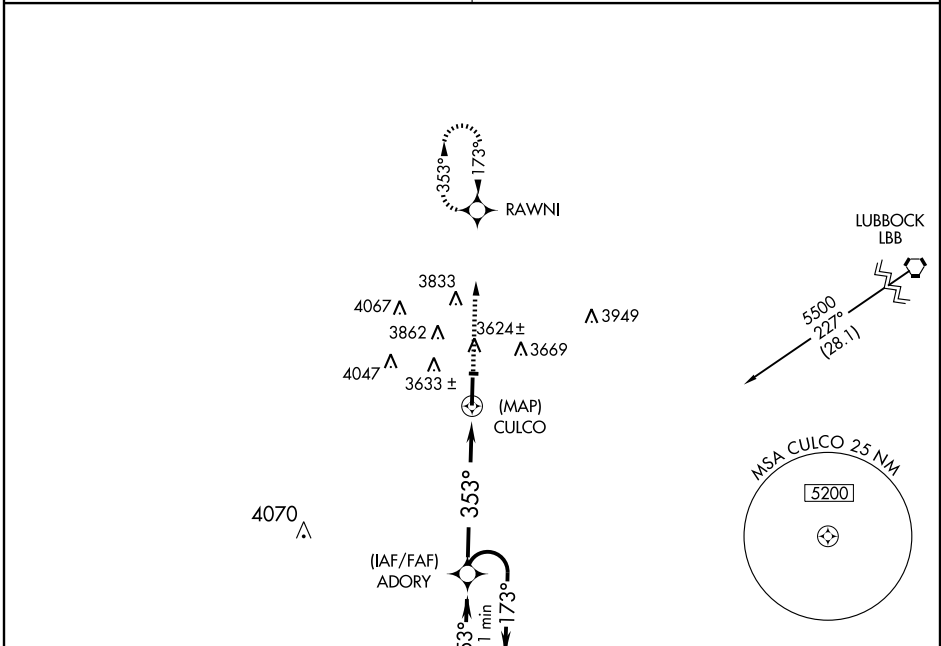 353°
173°
RAWNI
LUBBOCK
LBB
5500
227°
(28.1)
3833
4067
3862
3624±
3949
3669
4047
3633 ±
(MAP)
CULCO
MSA CULCO 25 NM
5200
353°
4070
(IAF/FAF)
ADORY
1 min
173°